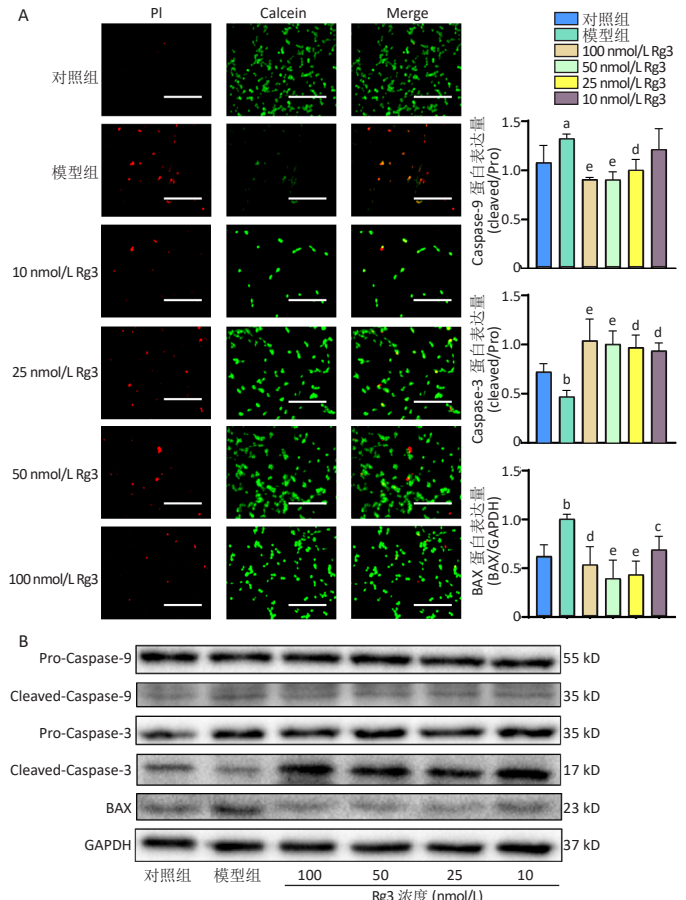 A
PI Calcein Merge
对照组
模型组
10 nmol/L Rg3
25 nmol/L Rg3
50 nmol/L Rg3
100 nmol/L Rg3
对照组
模型组
100 nmol/L Rg3
50 nmol/L Rg3
25 nmol/L Rg3
10 nmol/L Rg3
Caspase-9 蛋白表达量
(cleaved/Pro)
1.5
1.0
0.5
0
a
e
e
d
Caspase-3 蛋白表达量
(cleaved/Pro)
1.5
1.0
0.5
0
b
e
e
d
d
BAX 蛋白表达量
(BAX/GAPDH)
1.5
1.0
0.5
0
b
d
e
e
c
B
Pro-Caspase-9 55 kD
Cleaved-Caspase-9 35 kD
Pro-Caspase-3 35 kD
Cleaved-Caspase-3 17 kD
BAX 23 kD
GAPDH 37 kD
对照组 模型组 100 50 25 10
Rg3 浓度 (nmol/L)